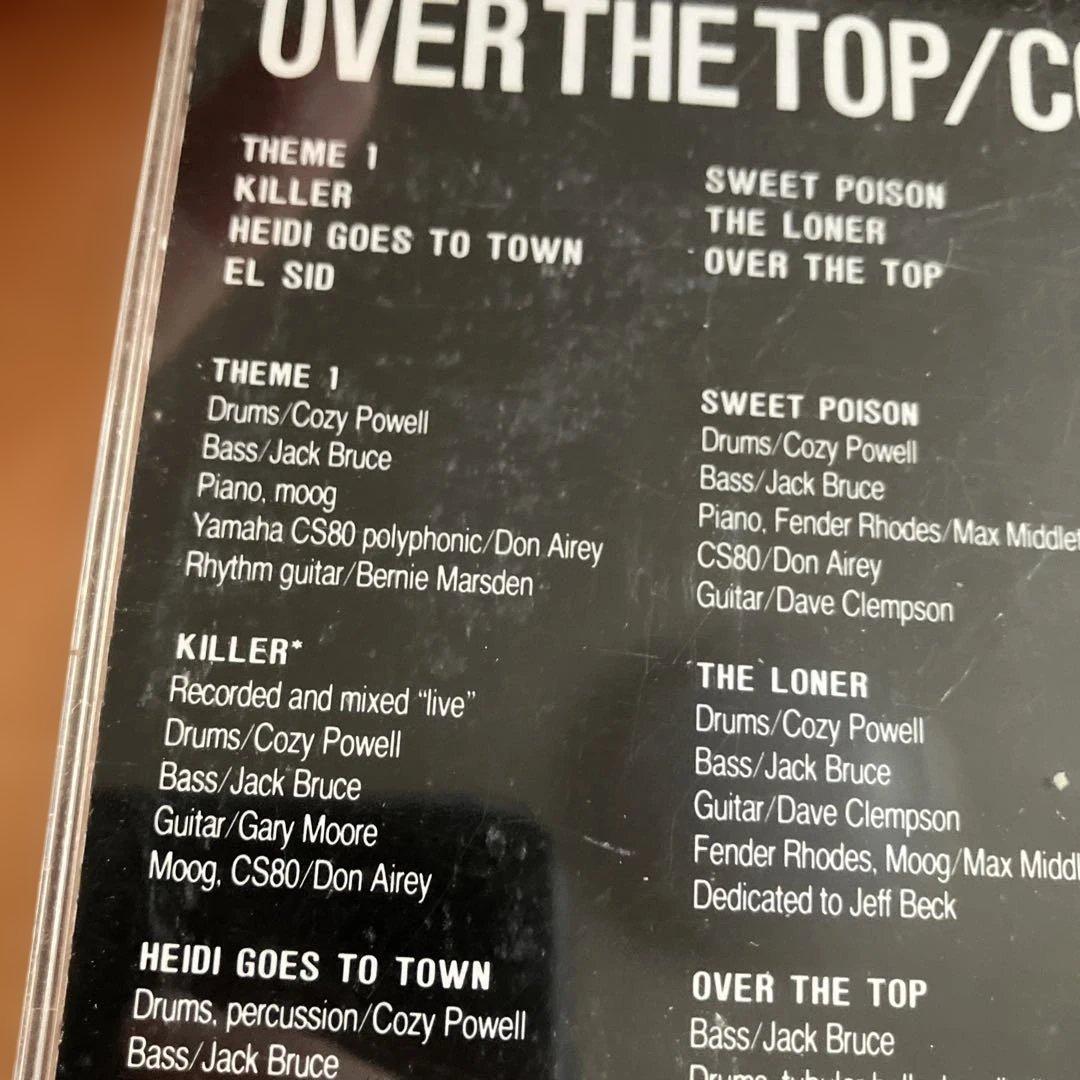 OVER THE TOP/CO
THEME 1
KILLER
HEIDI GOES TO TOWN
EL SID
SWEET POISON
THE LONER
OVER THE TOP
THEME 1
Drums/Cozy Powell
Bass/Jack Bruce
Piano, moog
Yamaha CS80 polyphonic/Don Airey
Rhythm guitar/Bernie Marsden
KILLER*
Recorded and mixed “live”
Drums/Cozy Powell
Bass/Jack Bruce
Guitar/Gary Moore
Moog, CS80/Don Airey
HEIDI GOES TO TOWN
Drums, percussion/Cozy Powell
Bass/Jack Bruce
SWEET POISON
Drums/Cozy Powell
Bass/Jack Bruce
Piano, Fender Rhodes/Max Middlet
CS80/Don Airey
Guitar/Dave Clempson
THE LONER
Drums/Cozy Powell
Bass/Jack Bruce
Guitar/Dave Clempson
Fender Rhodes, Moog/Max Middl
Dedicated to Jeff Beck
OVER THE TOP
Bass/Jack Bruce